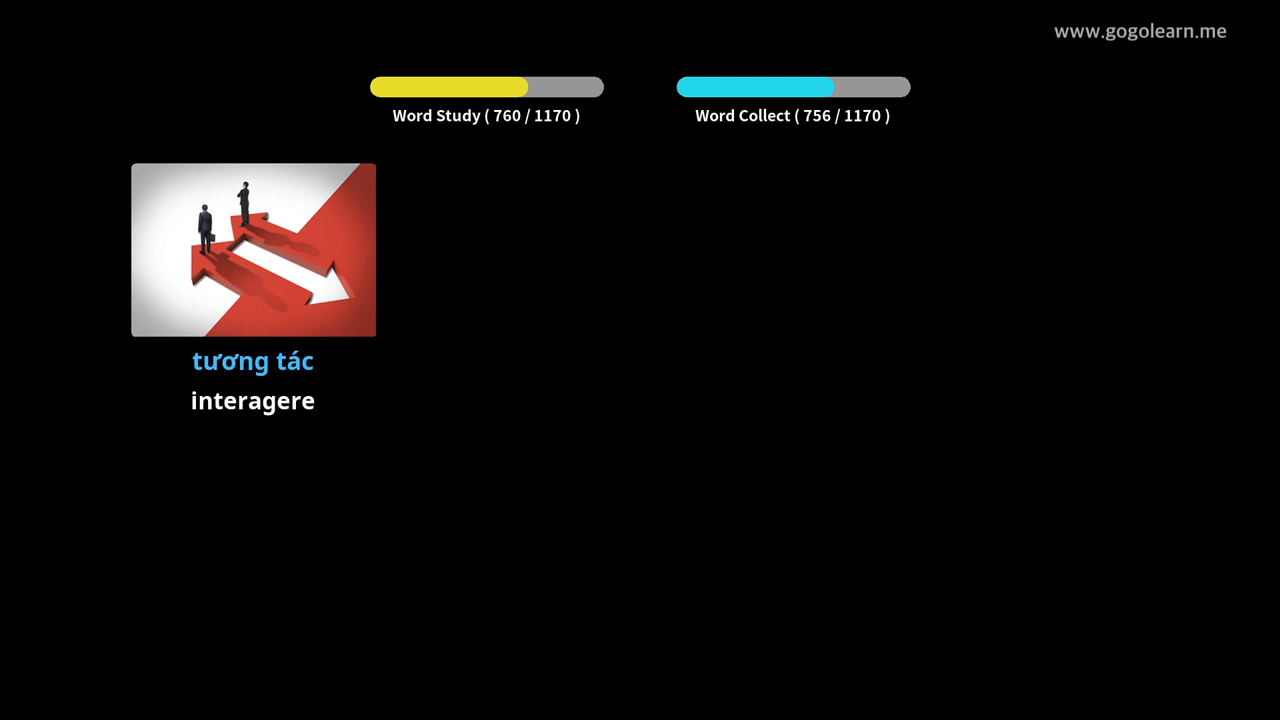 www.gogolearn.me
Word Study ( 760 / 1170 )
Word Collect ( 756 / 1170 )
tương tác
interagere